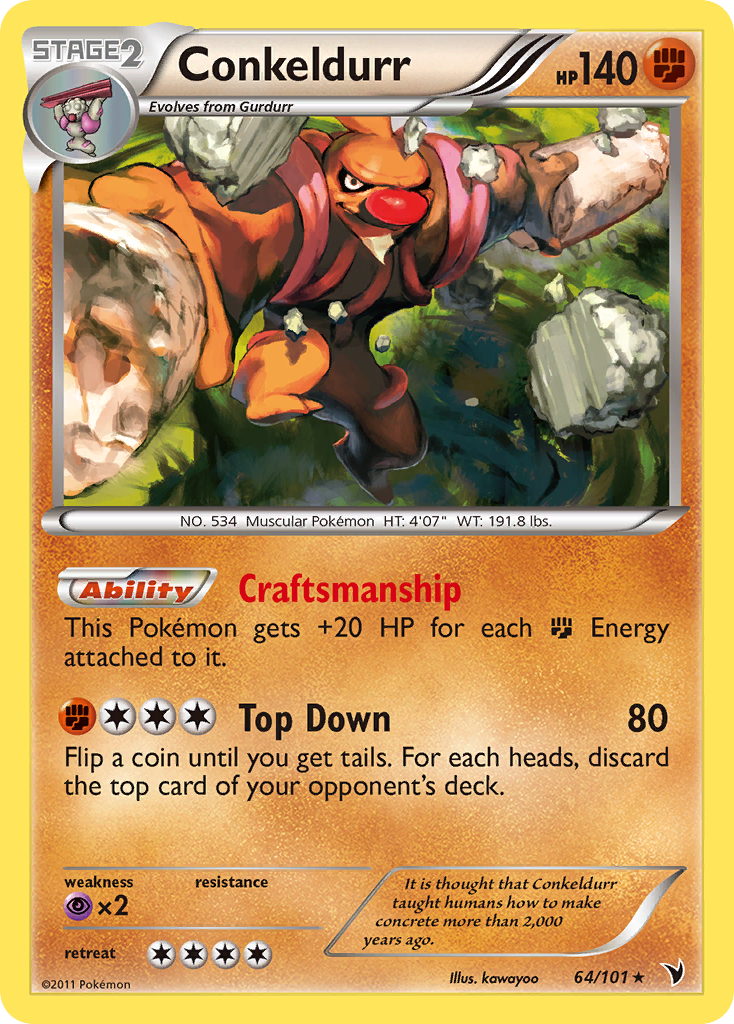 STAGE2
Conkeldurr
HP140
Evolves from Gurdurr
NO. 534 Muscular Pokémon HT: 4'07" WT: 191.8 lbs.
Ability Craftsmanship
This Pokémon gets +20 HP for each Energy
attached to it.
Top Down 80
Flip a coin until you get tails. For each heads, discard
the top card of your opponent's deck.
weakness resistance
×2
retreat
It is thought that Conkeldurr
taught humans how to make
concrete more than 2,000
years ago.
©2011 Pokémon
Illus. kawayoo 64/101 ★